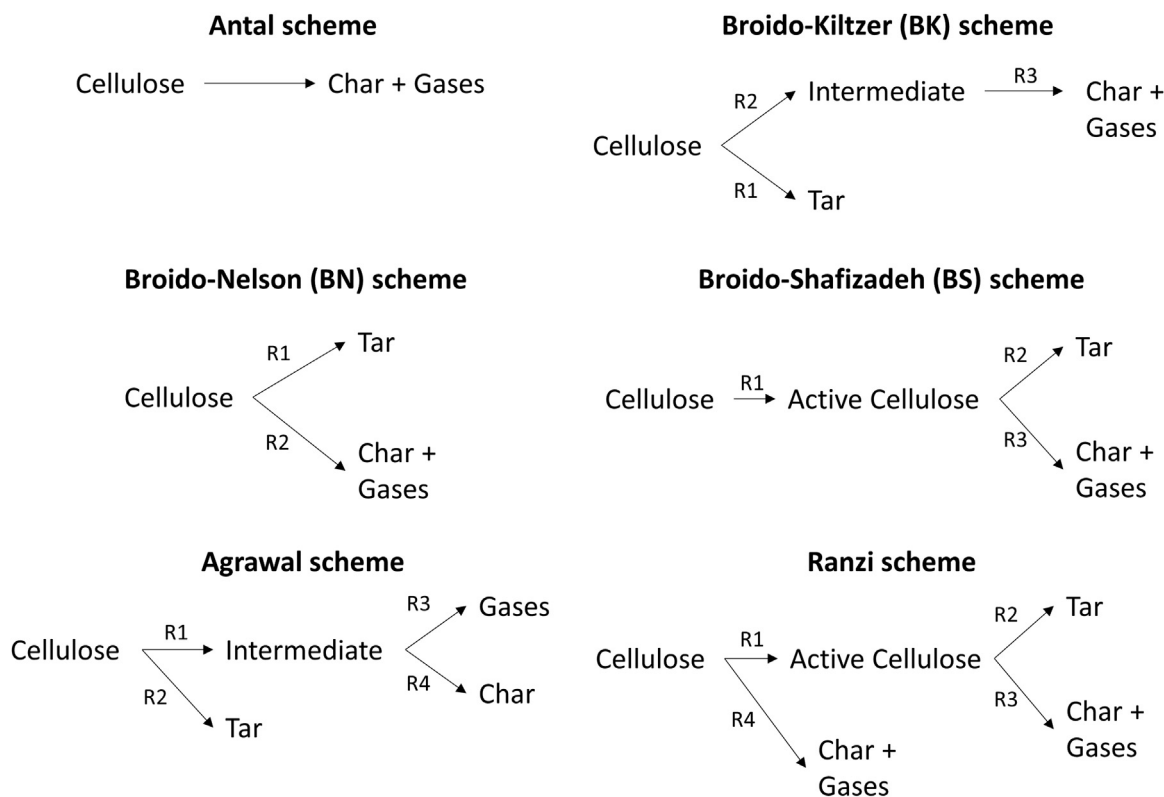 Antal scheme
Cellulose
Char + Gases
Broido-Kiltzer (BK) scheme
Cellulose
R2
Intermediate
R3
Char +
Gases
R1
Tar
Broido-Nelson (BN) scheme
Cellulose
R1
Tar
R2
Char +
Gases
Broido-Shafizadeh (BS) scheme
Cellulose
R1
Active Cellulose
R2
Tar
R3
Char +
Gases
Agrawal scheme
Cellulose
R1
Intermediate
R3
Gases
R4
Char
R2
Tar
Ranzi scheme
Cellulose
R1
Active Cellulose
R2
Tar
R3
Char +
Gases
R4
Char +
Gases